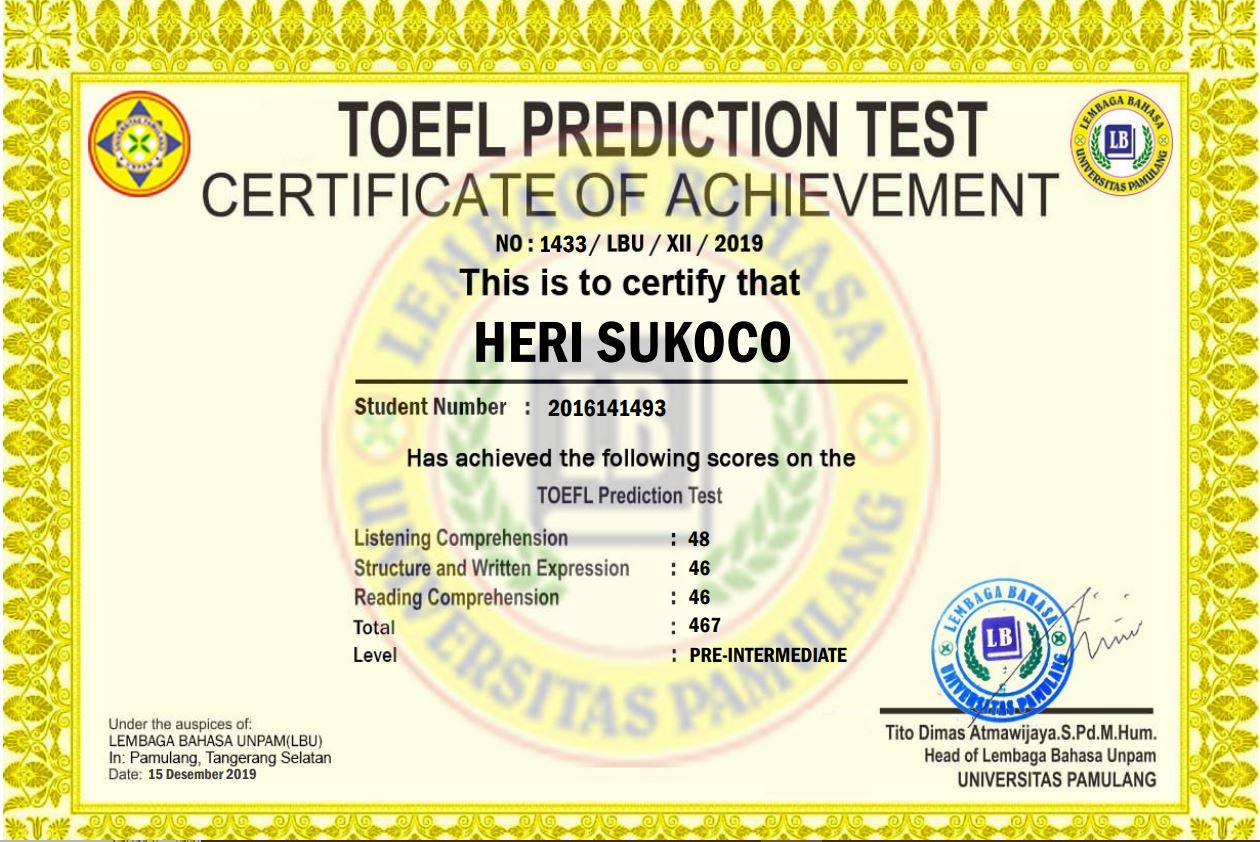 TOEFL PREDICTION TEST
CERTIFICATE OF ACHIEVEMENT
NO : 1433 / LBU / XII / 2019
This is to certify that
HERI SUKOCO
Student Number : 2016141493
Has achieved the following scores on the
TOEFL Prediction Test
Listening Comprehension : 48
Structure and Written Expression : 46
Reading Comprehension : 46
Total : 467
Level : PRE-INTERMEDIATE
Under the auspices of:
LEMBAGA BAHASA UNPAM(LBU)
In: Pamulang, Tangerang Selatan
Date: 15 Desember 2019
LEMBAGA BAHASA
LB
UNIVERSITAS PAMULANG
Tito Dimas Atmawijaya.S.Pd.M.Hum.
Head of Lembaga Bahasa Unpam
UNIVERSITAS PAMULANG
LEMBAGA BAHASA
LB
UNIVERSITAS PAMULANG
LEMBAGA BAHASA
LB
UNIVERSITAS PAMULANG